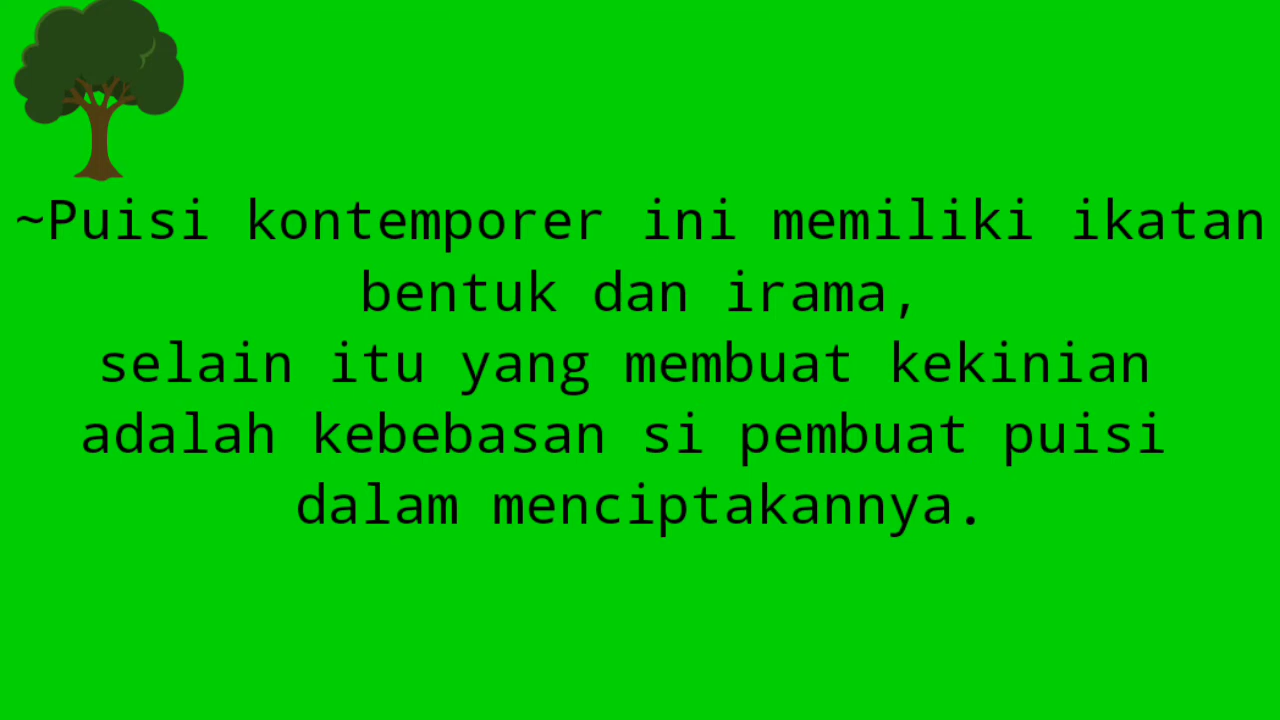 ~Puisi kontemporer ini memiliki ikatan
bentuk dan irama,
selain itu yang membuat kekinian
adalah kebebasan si pembuat puisi
dalam menciptakannya.